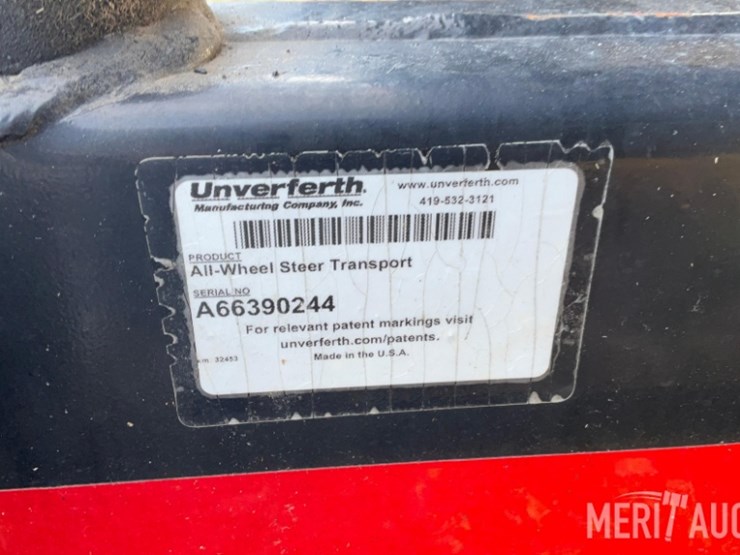 Unverferth. www.unverferth.com
Manufacturing Company, Inc. 419-532-3121
PRODUCT
All-Wheel Steer Transport
SERIAL NO
A66390244
For relevant patent markings visit
unverferth.com/patents.
Made in the U.S.A.
32453
MERIT AUC